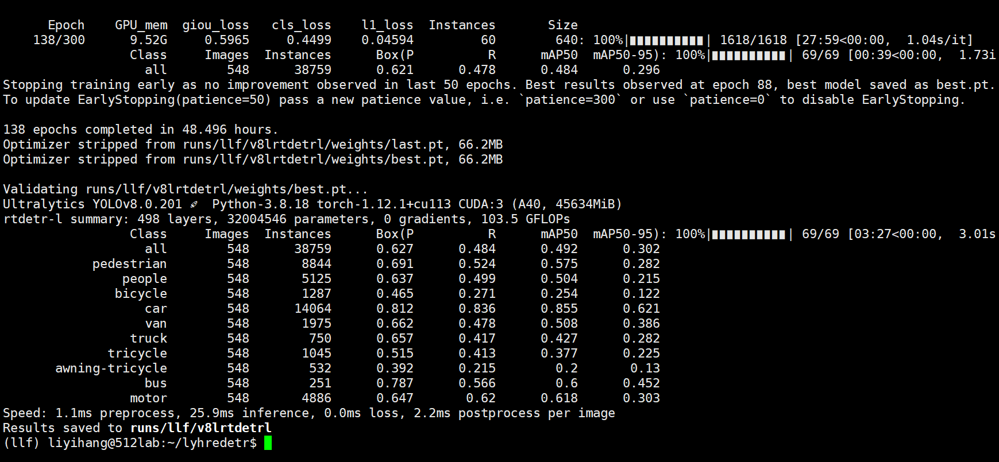 Epoch GPU_mem giou_loss cls_loss l1_loss Instances Size
138/300 9.52G 0.5965 0.4499 0.04594 60 640: 100%|██████████| 1618/1618 [27:59<00:00, 1.04s/it]
Class Images Instances Box(P R mAP50 mAP50-95): 100%|██████████| 69/69 [00:39<00:00, 1.73i
all 548 38759 0.621 0.478 0.484 0.296
Stopping training early as no improvement observed in last 50 epochs. Best results observed at epoch 88, best model saved as best.pt.
To update EarlyStopping(patience=50) pass a new patience value, i.e. `patience=300` or use `patience=0` to disable EarlyStopping.
138 epochs completed in 48.496 hours.
Optimizer stripped from runs/llf/v8lrtdetrl/weights/last.pt, 66.2MB
Optimizer stripped from runs/llf/v8lrtdetrl/weights/best.pt, 66.2MB
Validating runs/llf/v8lrtdetrl/weights/best.pt...
Ultralytics YOLOv8.0.201 🚀 Python-3.8.18 torch-1.12.1+cu113 CUDA:3 (A40, 45634MiB)
rtdetr-l summary: 498 layers, 32004546 parameters, 0 gradients, 103.5 GFLOPs
Class Images Instances Box(P R mAP50 mAP50-95): 100%|██████████| 69/69 [03:27<00:00, 3.01s
all 548 38759 0.627 0.484 0.492 0.302
pedestrian 548 8844 0.691 0.524 0.575 0.282
people 548 5125 0.637 0.499 0.504 0.215
bicycle 548 1287 0.465 0.271 0.254 0.122
car 548 14064 0.812 0.836 0.855 0.621
van 548 1975 0.662 0.478 0.508 0.386
truck 548 750 0.657 0.417 0.427 0.282
tricycle 548 1045 0.515 0.413 0.377 0.225
awning-tricycle 548 532 0.392 0.215 0.2 0.13
bus 548 251 0.787 0.566 0.6 0.452
motor 548 4886 0.647 0.62 0.618 0.303
Speed: 1.1ms preprocess, 25.9ms inference, 0.0ms loss, 2.2ms postprocess per image
Results saved to runs/llf/v8lrtdetrl
(llf) liyihang@512lab:~/lyhredetr$